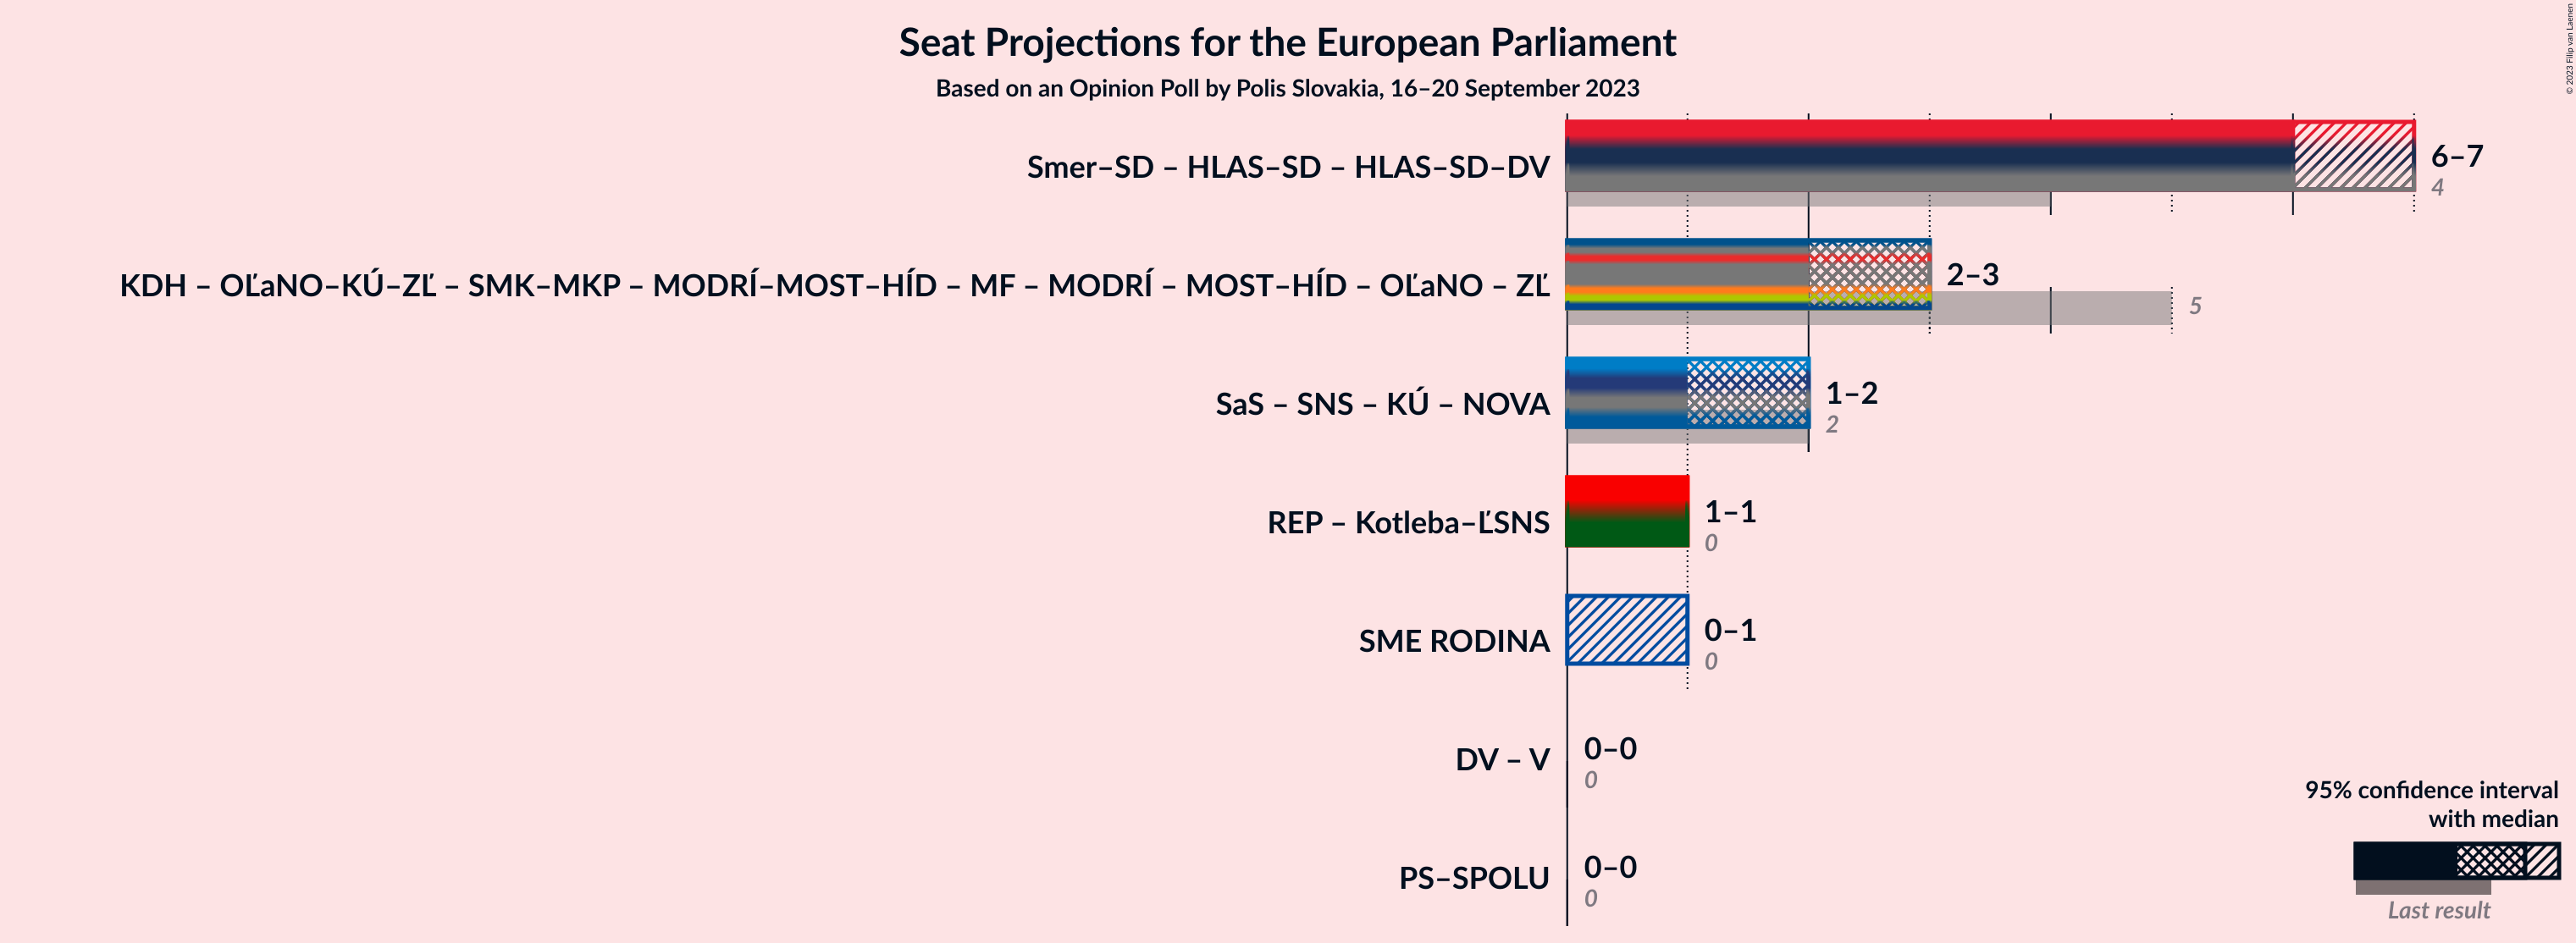 Seat Projections for the European Parliament
Based on an Opinion Poll by Polis Slovakia, 16–20 September 2023
© 2023 Filip van Laenen
Smer–SD – HLAS–SD – HLAS–SD–DV
6–7
4
KDH – OĽaNO–KÚ–ZĽ – SMK–MKP – MODRÍ–MOST–HÍD – MF – MODRÍ – MOST–HÍD – OĽaNO – ZĽ
2–3
5
SaS – SNS – KÚ – NOVA
1–2
2
REP – Kotleba–ĽSNS
1–1
0
SME RODINA
0–1
0
DV – V
0–0
0
PS–SPOLU
0–0
0
95% confidence interval
with median
Last result